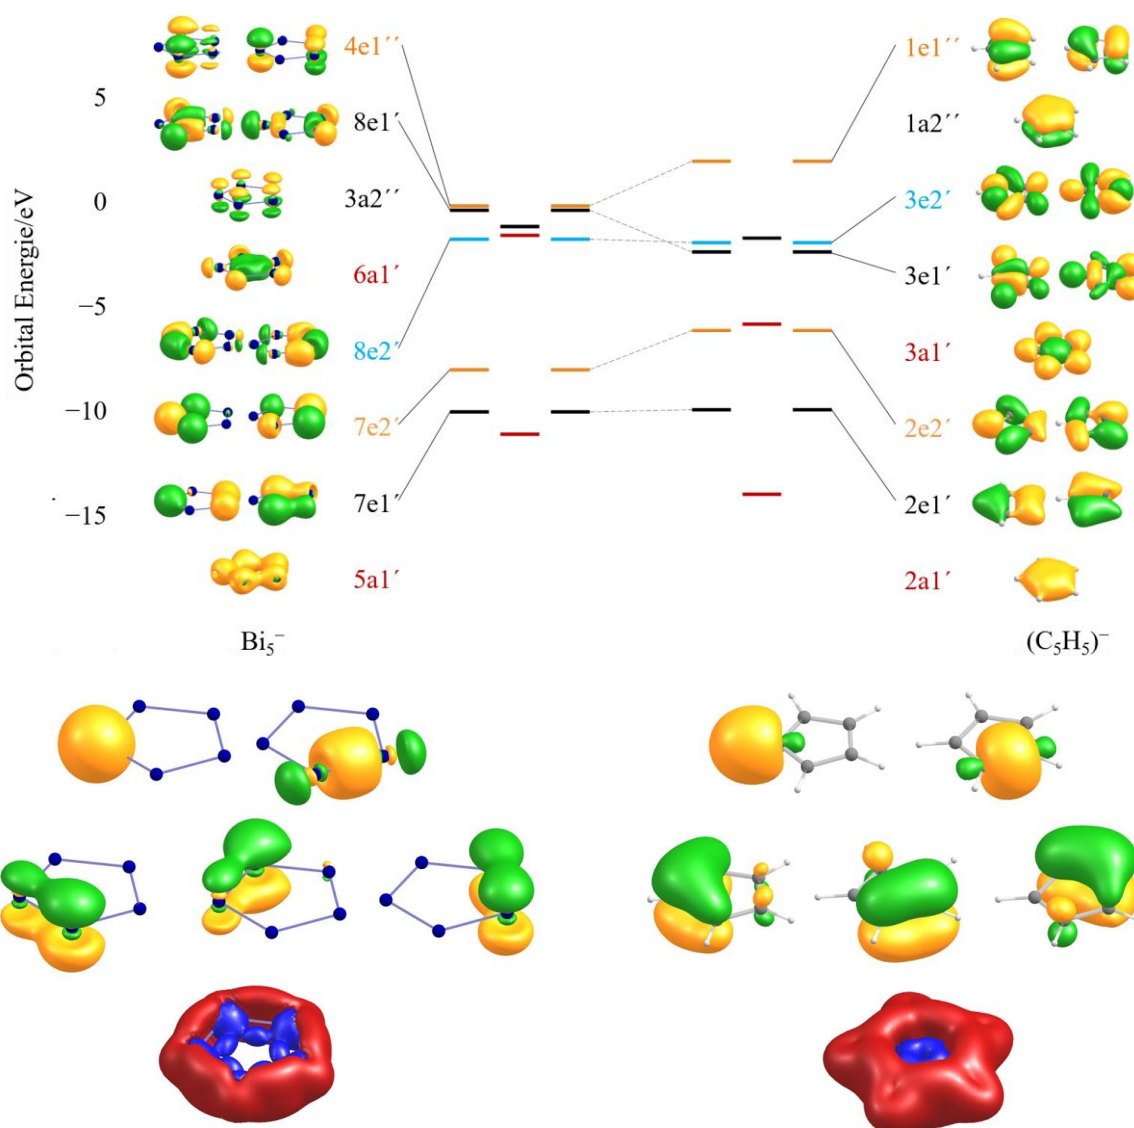 4e1´´
1e1´´
5
8e1´
1a2´´
0
3a2´´
3e2´
Orbital Energie/eV
6a1´
3e1´
−5
8e2´
3a1´
−10
7e2´
2e2´
7e1´
2e1´
−15
5a1´
2a1´
Bi₅⁻
(C₅H₅)⁻